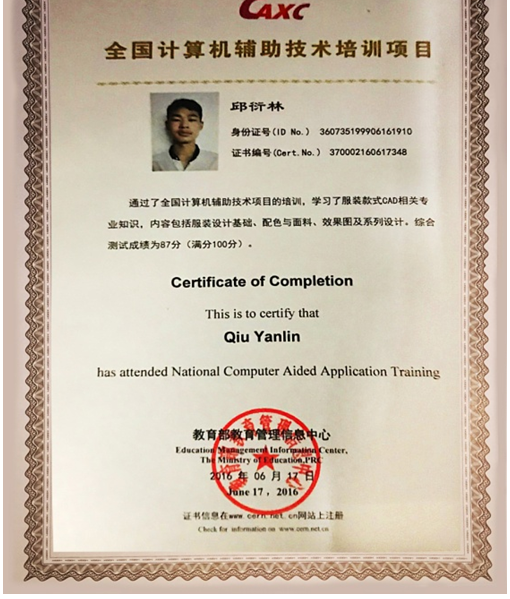 CAXC
全国计算机辅助技术培训项目
邱衍林
身份证号(ID No.) 360735199906161910
证书编号(Cert.No.) 370002160617348
通过了全国计算机辅助技术项目的培训，学习了服装款式CAD相关专
业知识，内容包括服装设计基础、配色与面料、效果图及系列设计。综合
测试成绩为87分（满分100分）。
Certificate of Completion
This is to certify that
Qiu Yanlin
has attended National Computer Aided Application Training
教育部教育管理信息中心
Education Management Information Center,
The Ministry of Education,PRC
2016 年 06 月 17 日
June 17 , 2016
证书信息在www.cern.net.cn网站上注册
Check for information on www.cern.net.cn